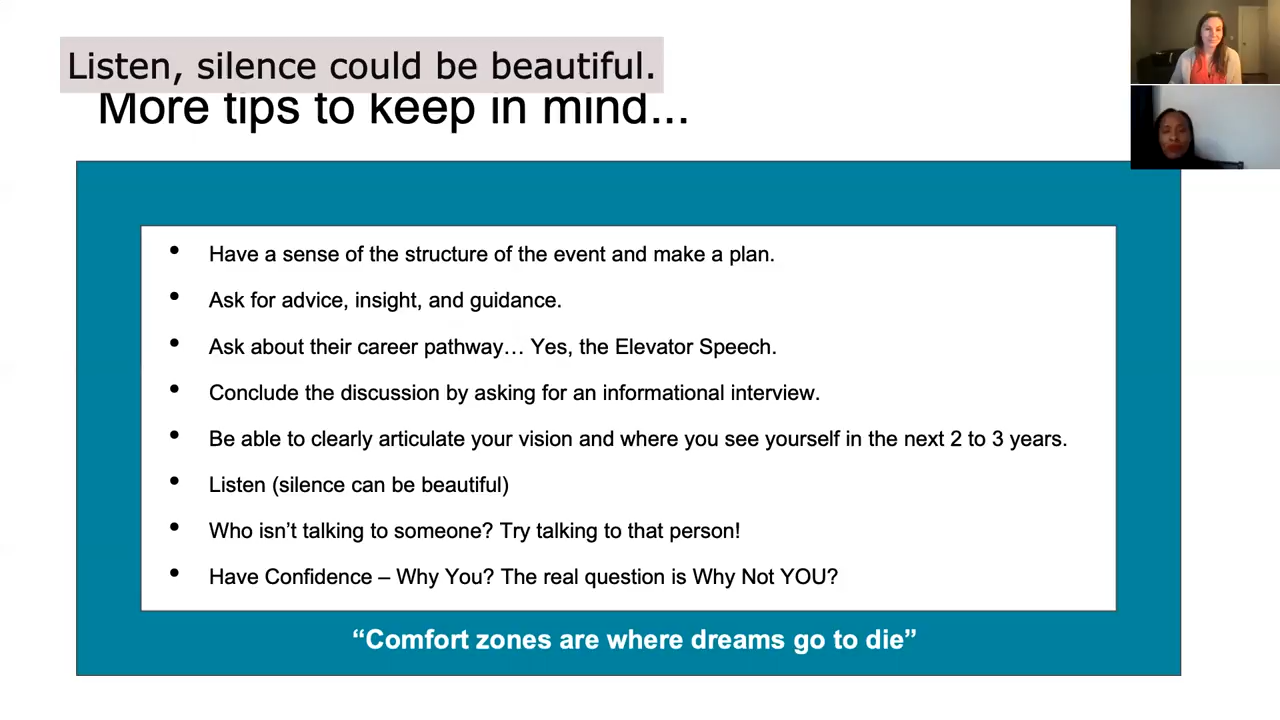 Listen, silence could be beautiful.
More tips to keep in mind...
• Have a sense of the structure of the event and make a plan.
• Ask for advice, insight, and guidance.
• Ask about their career pathway… Yes, the Elevator Speech.
• Conclude the discussion by asking for an informational interview.
• Be able to clearly articulate your vision and where you see yourself in the next 2 to 3 years.
• Listen (silence can be beautiful)
• Who isn’t talking to someone? Try talking to that person!
• Have Confidence – Why You? The real question is Why Not YOU?
“Comfort zones are where dreams go to die”